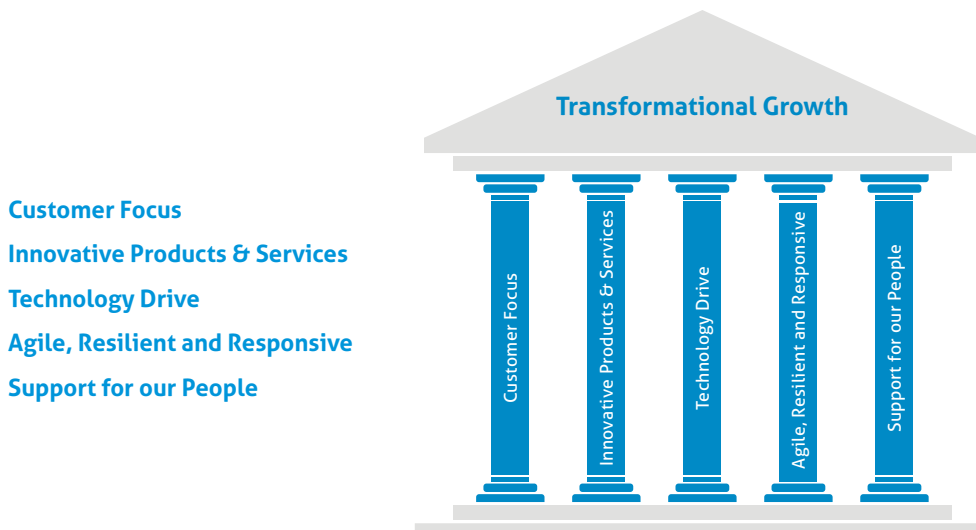 Transformational Growth
Customer Focus
Innovative Products & Services
Technology Drive
Agile, Resilient and Responsive
Support for our People
Customer Focus
Innovative Products & Services
Technology Drive
Agile, Resilient and Responsive
Support for our People